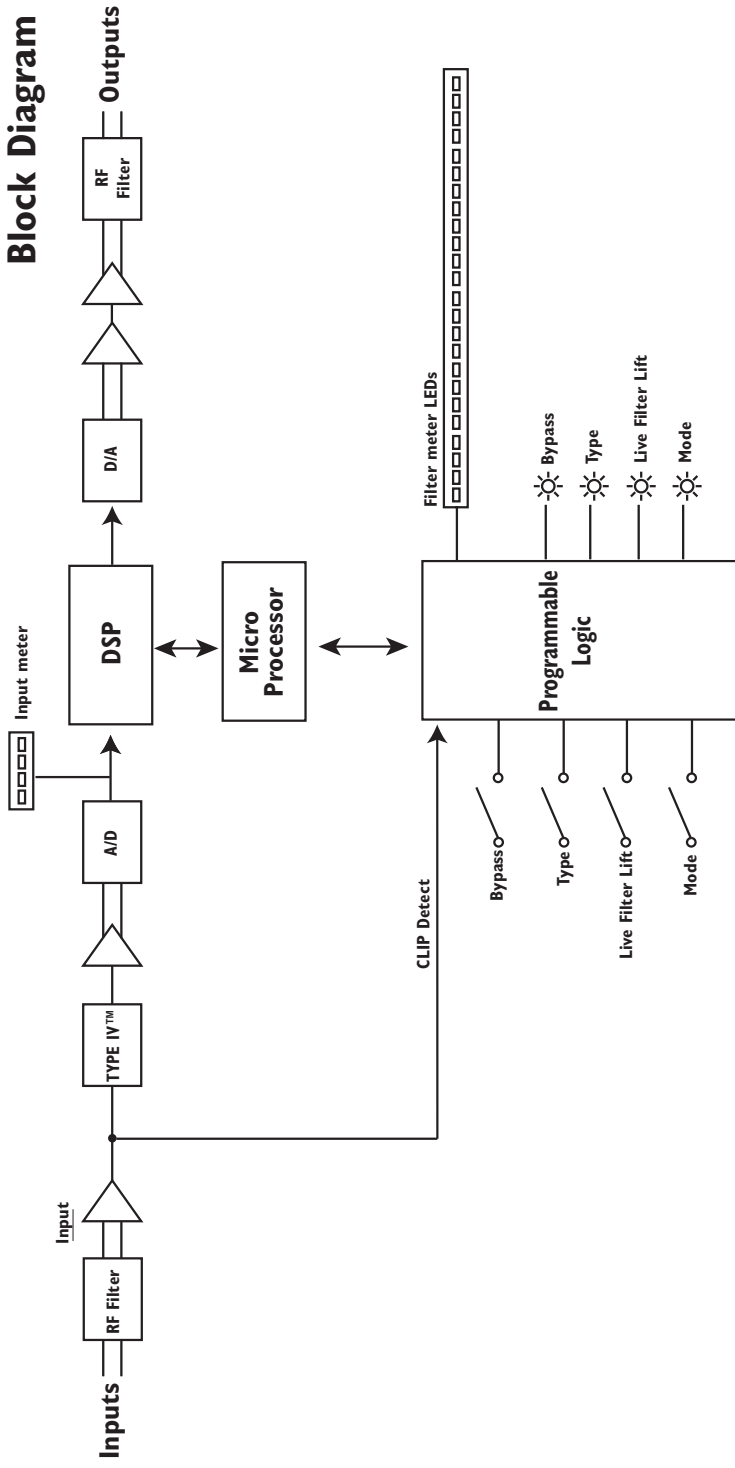 Block Diagram
Inputs
RF Filter
Input
TYPE IV™
A/D
Input meter
DSP
D/A
RF
Filter
Outputs
Micro
Processor
CLIP Detect
Programmable
Logic
Filter meter LEDs
Bypass
Type
Live Filter Lift
Mode
Bypass
Type
Live Filter Lift
Mode